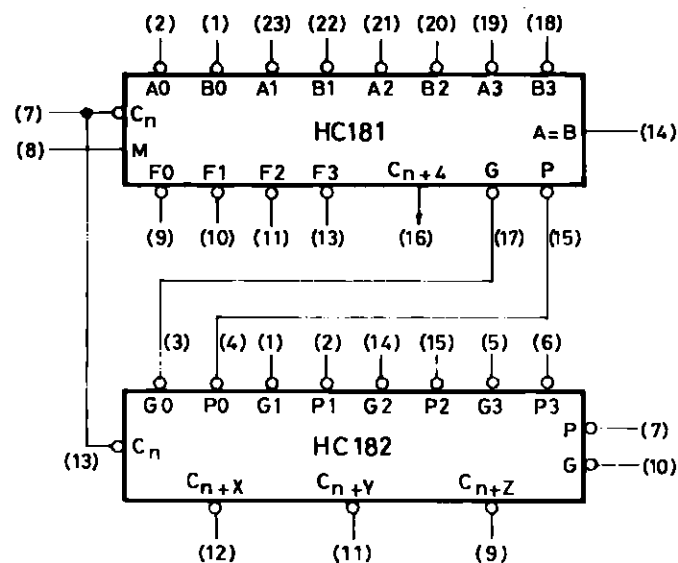 (2) (1) (23) (22) (21) (20) (19) (18)
A0 B0 A1 B1 A2 B2 A3 B3
(7) Cn HC181 A=B (14)
(8) M
F0 F1 F2 F3 Cn+4 G P
(9) (10) (11) (13) (16) (17) (15)
(3) (4) (1) (2) (14) (15) (5) (6)
G0 P0 G1 P1 G2 P2 G3 P3
HC182 P (7)
(13) Cn G (10)
Cn+X Cn+Y Cn+Z
(12) (11) (9)